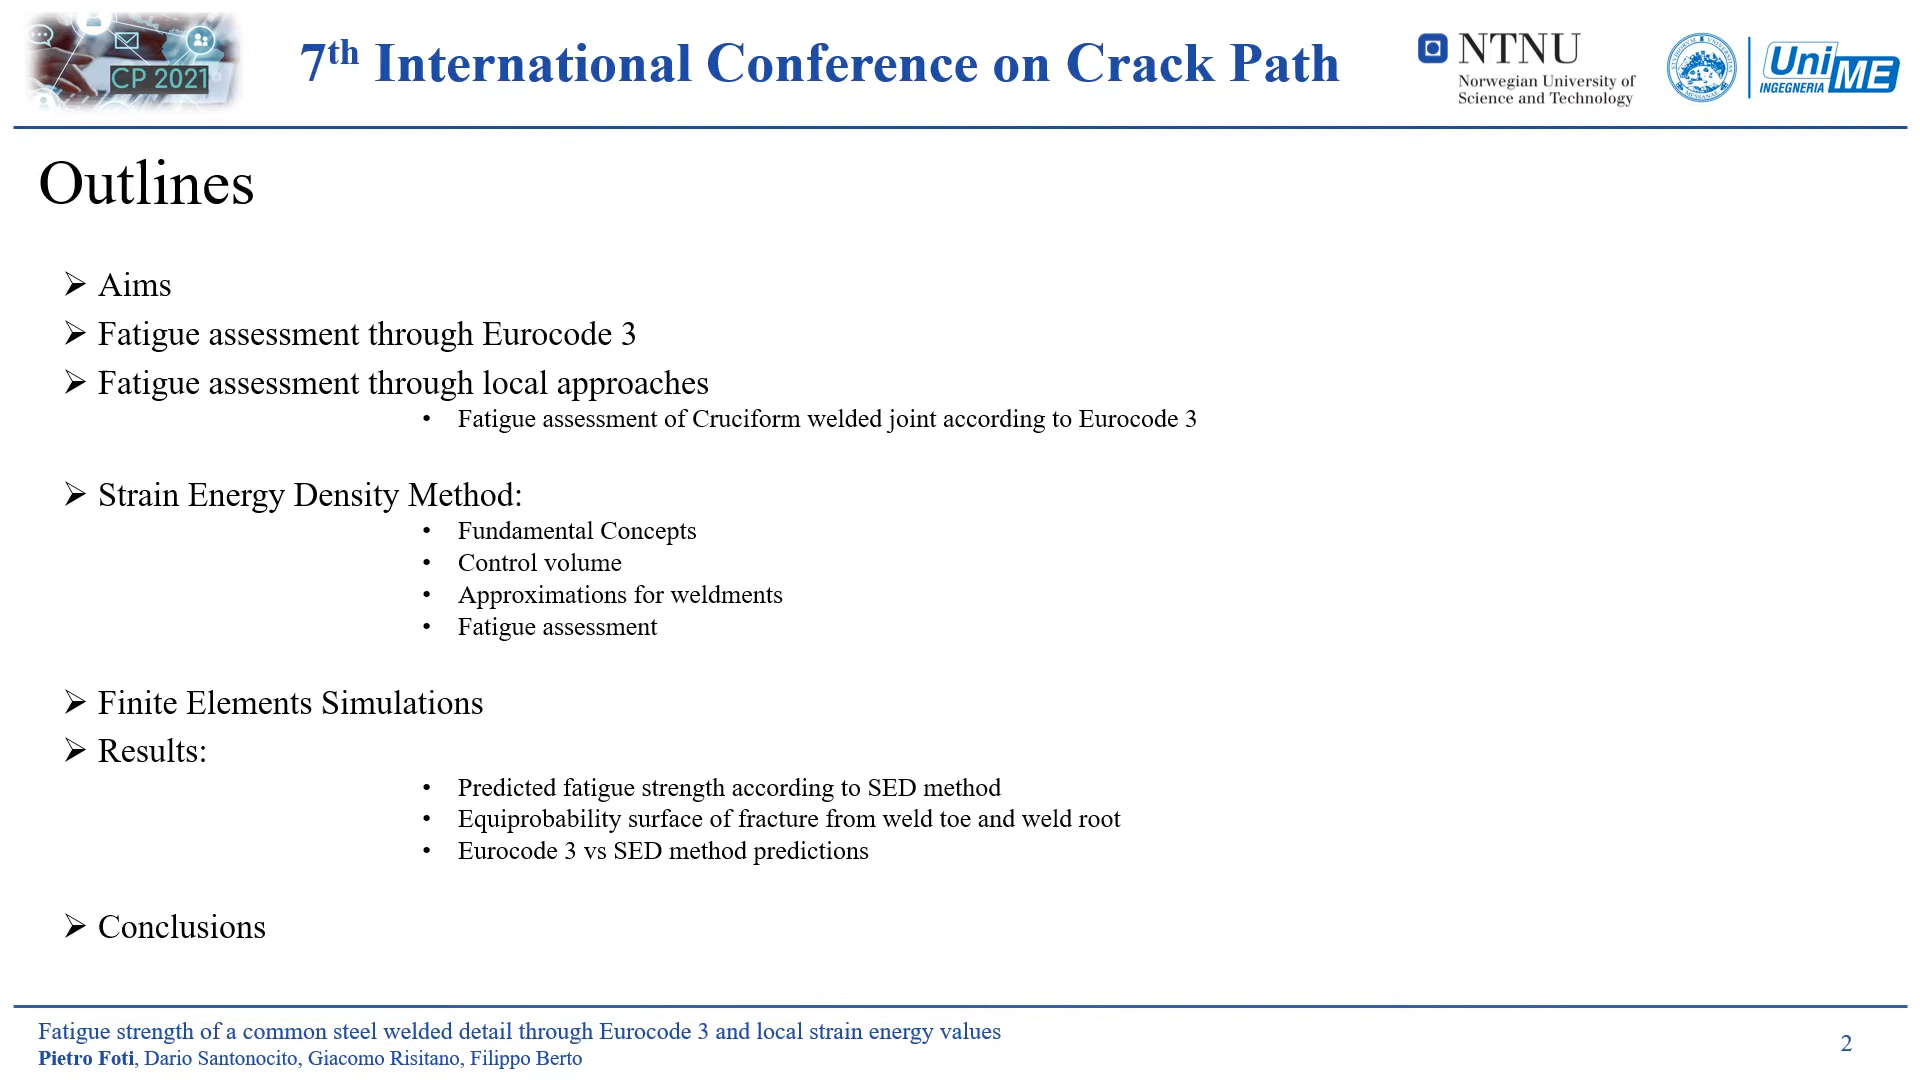 CP 2021
7th International Conference on Crack Path
NTNU
Norwegian University of
Science and Technology
UniME
INGEGNERIA
Outlines
➢ Aims
➢ Fatigue assessment through Eurocode 3
➢ Fatigue assessment through local approaches
• Fatigue assessment of Cruciform welded joint according to Eurocode 3
➢ Strain Energy Density Method:
• Fundamental Concepts
• Control volume
• Approximations for weldments
• Fatigue assessment
➢ Finite Elements Simulations
➢ Results:
• Predicted fatigue strength according to SED method
• Equiprobability surface of fracture from weld toe and weld root
• Eurocode 3 vs SED method predictions
➢ Conclusions
Fatigue strength of a common steel welded detail through Eurocode 3 and local strain energy values
Pietro Foti, Dario Santonocito, Giacomo Risitano, Filippo Berto
2